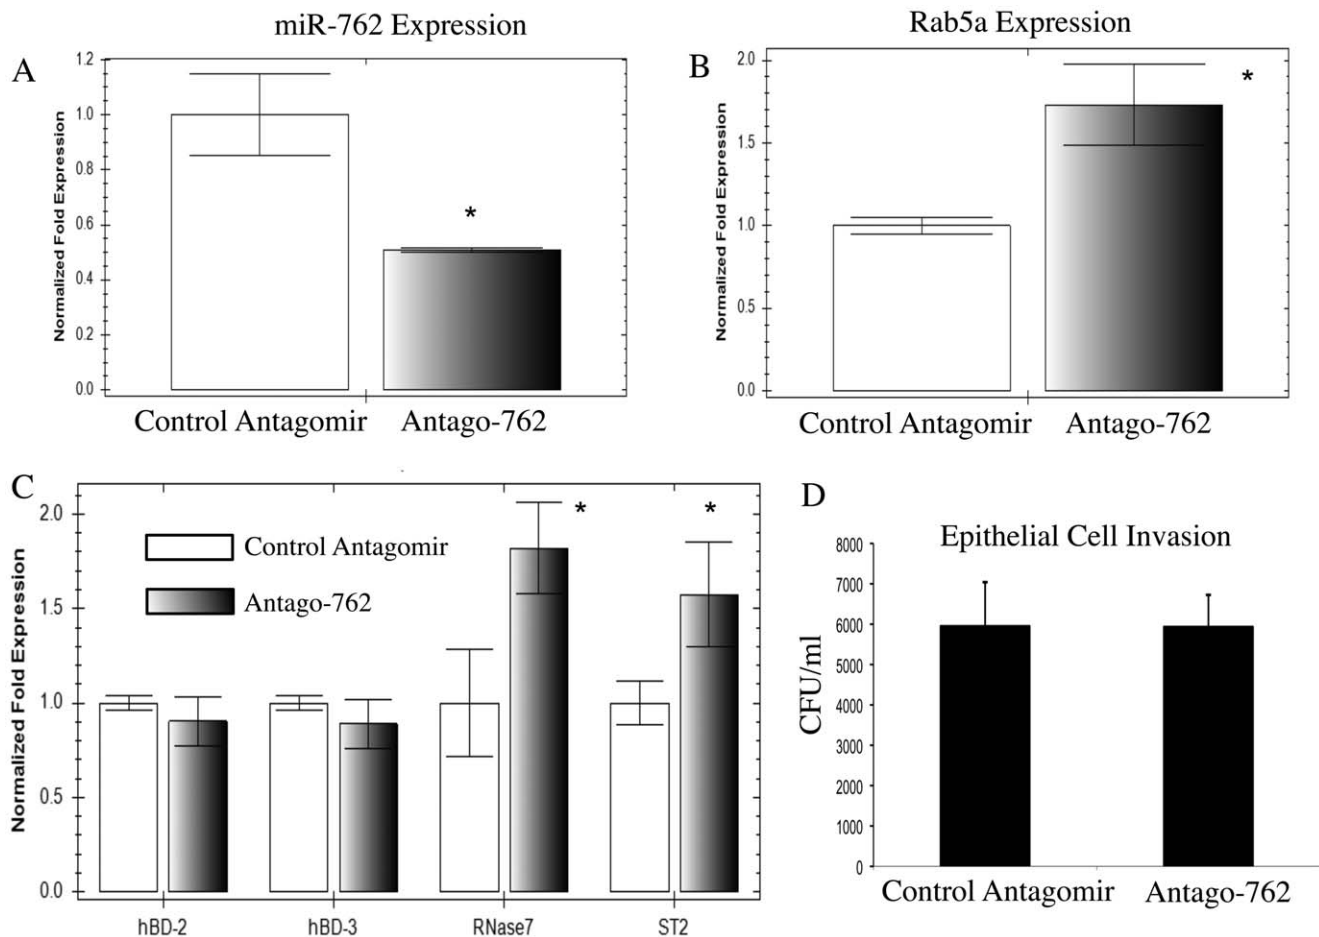 miR-762 Expression
A
Normalized Fold Expression
1.2
1.0
0.8
0.6
0.4
0.2
0.0
*
Control Antagomir
Antago-762
Rab5a Expression
B
Normalized Fold Expression
2.0
1.5
1.0
0.5
0.0
*
Control Antagomir
Antago-762
C
Normalized Fold Expression
2.0
1.5
1.0
0.5
0.0
Control Antagomir
Antago-762
*
*
hBD-2
hBD-3
RNase7
ST2
D
Epithelial Cell Invasion
CFU/ml
8000
7000
6000
5000
4000
3000
2000
1000
0
Control Antagomir
Antago-762